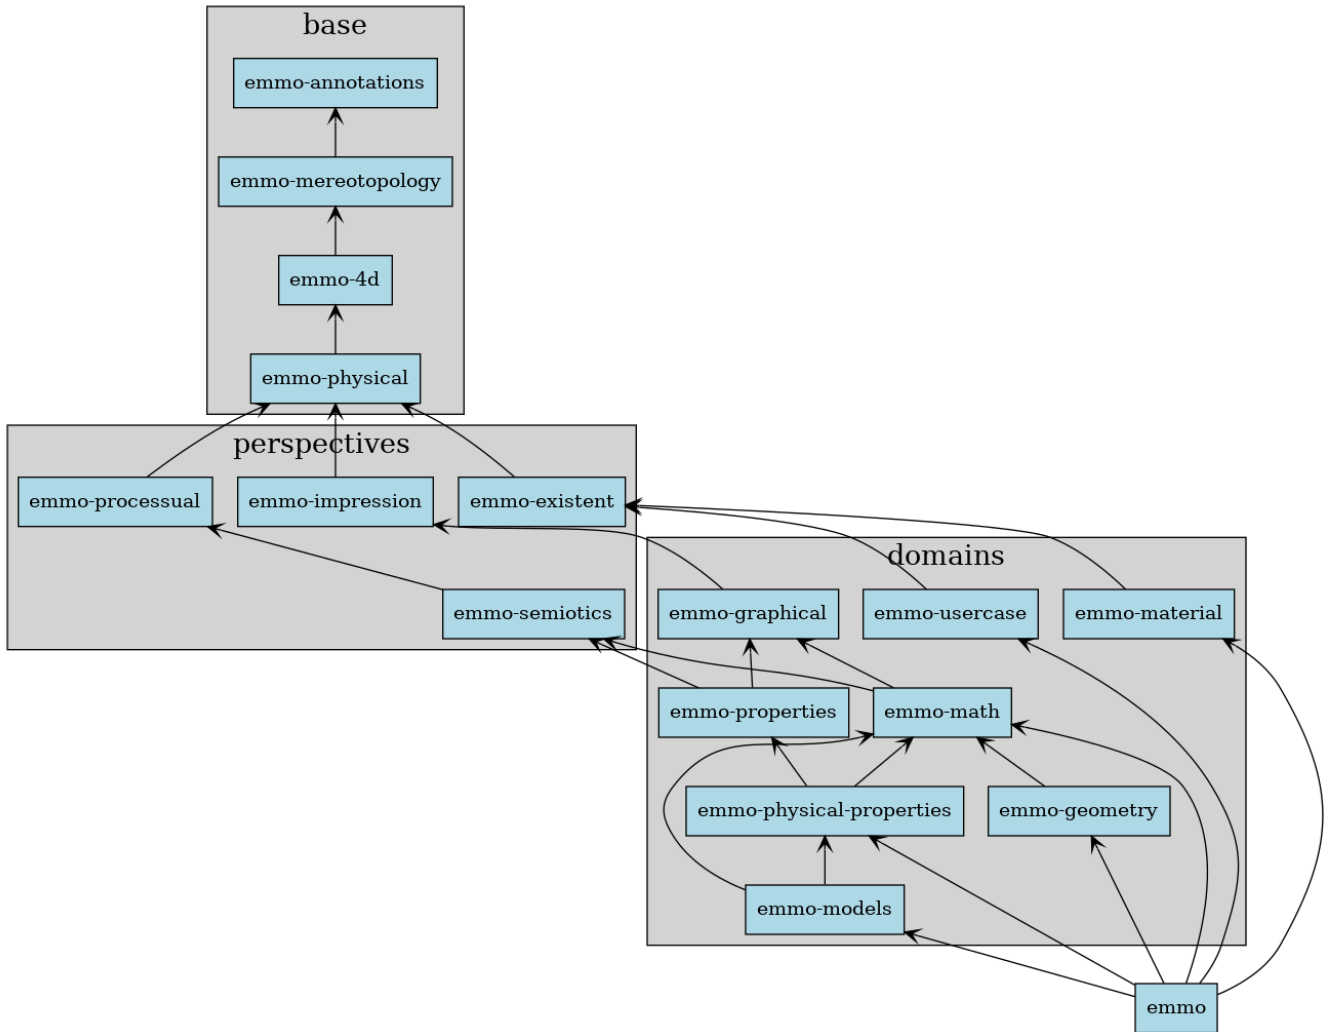 base
emmo-annotations
emmo-mereotopology
emmo-4d
emmo-physical
perspectives
emmo-processual
emmo-impression
emmo-existent
emmo-semiotics
domains
emmo-graphical
emmo-usercase
emmo-material
emmo-properties
emmo-math
emmo-physical-properties
emmo-geometry
emmo-models
emmo